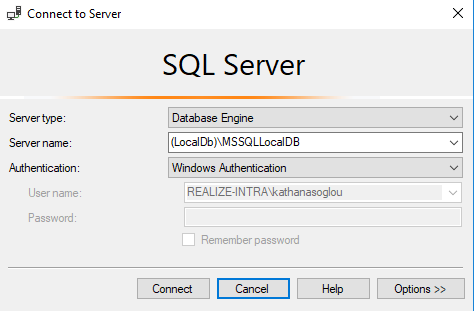 Connect to Server
SQL Server
Server type: Database Engine
Server name: (LocalDb)\MSSQLLocalDB
Authentication: Windows Authentication
User name: REALIZE-INTRA\kathanasoglou
Password:
Remember password
Connect Cancel Help Options >>